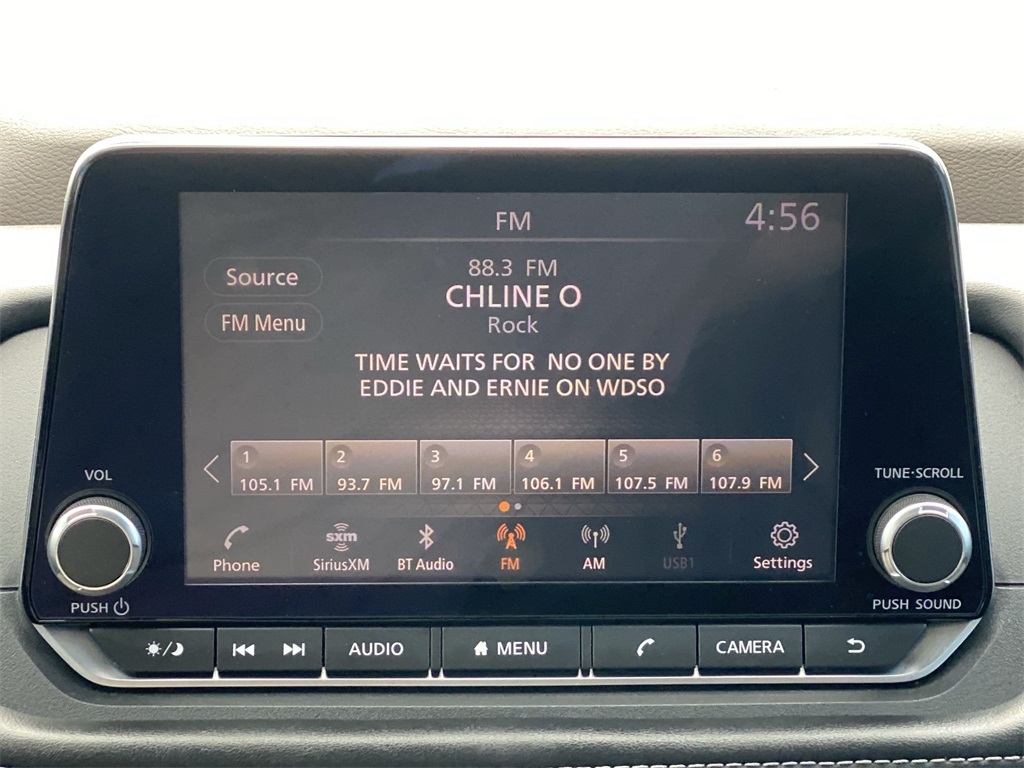 FM
4:56
Source
88.3 FM
CHLINE O
FM Menu
Rock
TIME WAITS FOR NO ONE BY
EDDIE AND ERNIE ON WDSO
1
2
3
4
5
6
105.1 FM
93.7 FM
97.1 FM
106.1 FM
107.5 FM
107.9 FM
VOL
TUNE·SCROLL
sxm
Phone
SiriusXM
BT Audio
FM
AM
USB1
Settings
PUSH
PUSH SOUND
AUDIO
MENU
CAMERA